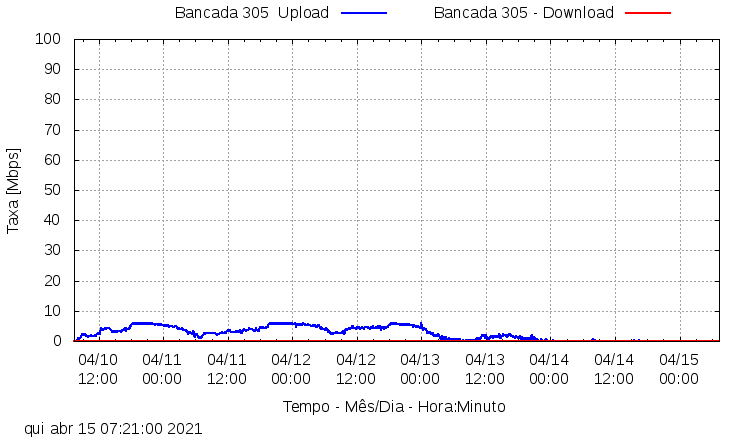 Bancada 305  Upload
Bancada 305 - Download
100
90
80
70
60
50
40
30
20
10
0
Taxa [Mbps]
04/10 04/11 04/11 04/12 04/12 04/13 04/13 04/14 04/14 04/15
12:00 00:00 12:00 00:00 12:00 00:00 12:00 00:00 12:00 00:00
Tempo - Mês/Dia - Hora:Minuto
qui abr 15 07:21:00 2021